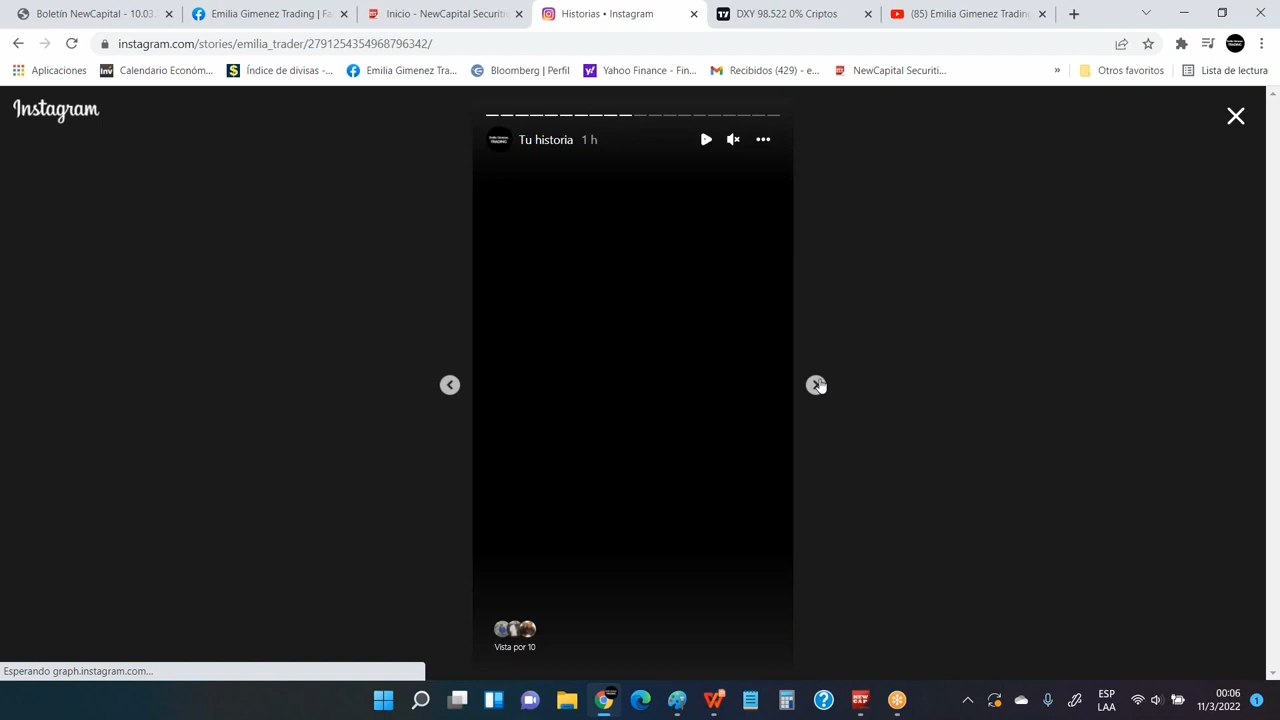 Boletín NewCapital - 10.03.
Emilia Gimenez Trading | Fa
Inicio - NewCapital Securitie
Historias • Instagram
DXY 98.522 0% Criptos
(85) Emilia Gimenez Trading
instagram.com/stories/emilia_trader/2791254354968796342/
Aplicaciones
Calendario Económ...
Índice de divisas -...
Emilia Gimenez Tra...
Bloomberg | Perfil
Yahoo Finance - Fin...
Recibidos (429) - e...
NewCapital Securiti...
»
Otros favoritos
Lista de lectura
Instagram
Tu historia 1 h
Vista por 10
Esperando graph.instagram.com...
ESP
LAA
00:06
11/3/2022